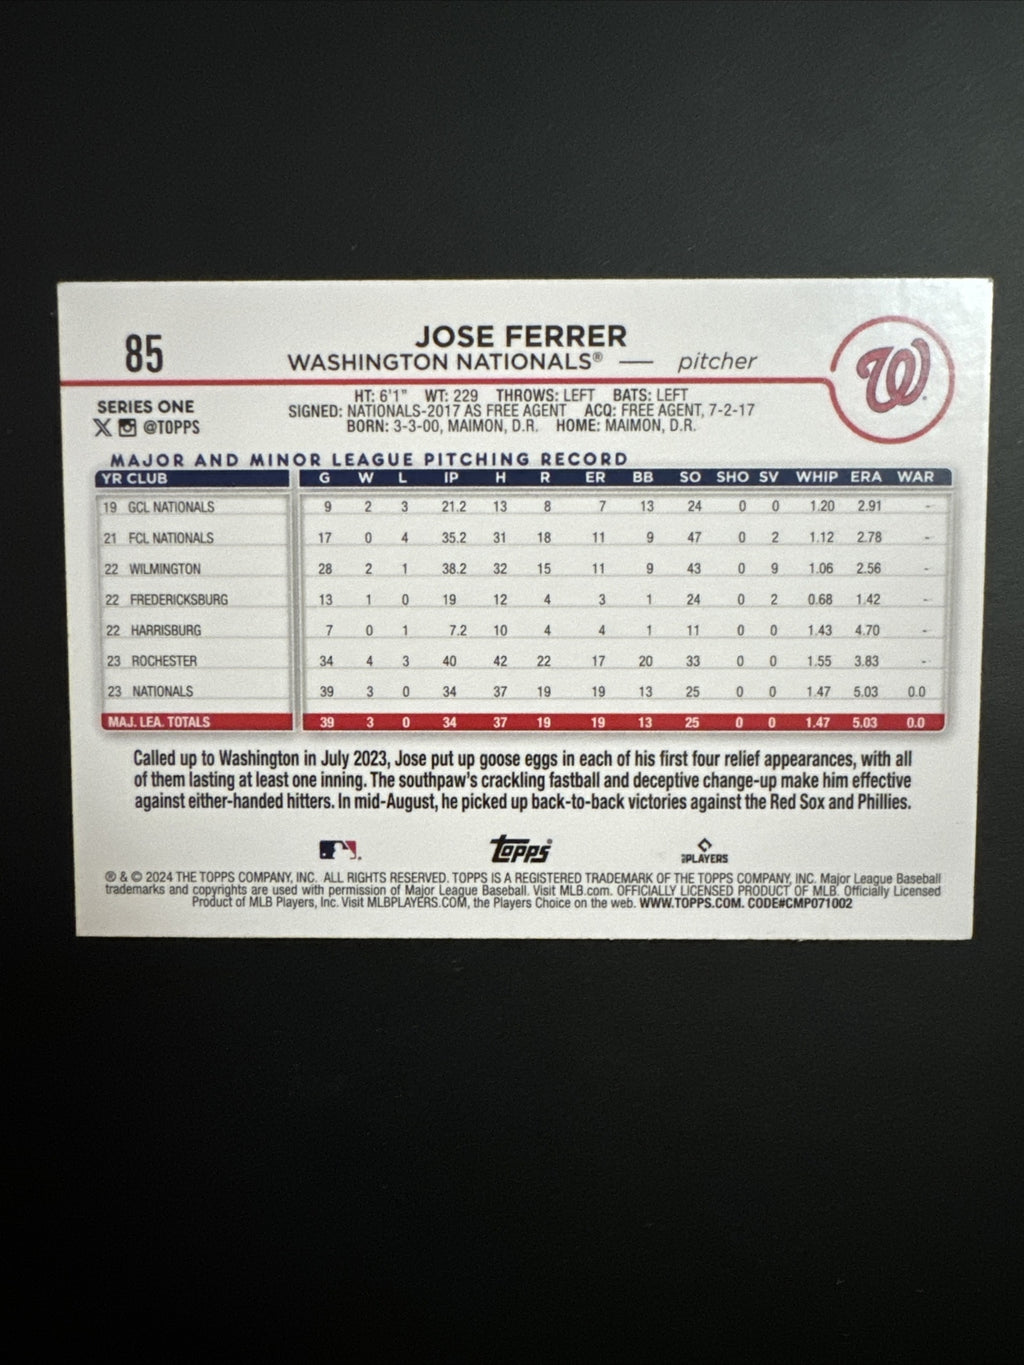 85
JOSE FERRER
WASHINGTON NATIONALS® — pitcher
W
SERIES ONE
X @TOPPS
HT: 6'1" WT: 229 THROWS: LEFT BATS: LEFT
SIGNED: NATIONALS-2017 AS FREE AGENT ACQ: FREE AGENT, 7-2-17
BORN: 3-3-00, MAIMON, D.R. HOME: MAIMON, D.R.
MAJOR AND MINOR LEAGUE PITCHING RECORD
YR CLUB G W L IP H R ER BB SO SHO SV WHIP ERA WAR
19 GCL NATIONALS 9 2 3 21.2 13 8 7 13 24 0 0 1.20 2.91 -
21 FCL NATIONALS 17 0 4 35.2 31 18 11 9 47 0 2 1.12 2.78 -
22 WILMINGTON 28 2 1 38.2 32 15 11 9 43 0 9 1.06 2.56 -
22 FREDERICKSBURG 13 1 0 19 12 4 3 1 24 0 2 0.68 1.42 -
22 HARRISBURG 7 0 1 7.2 10 4 4 1 11 0 0 1.43 4.70 -
23 ROCHESTER 34 4 3 40 42 22 17 20 33 0 0 1.55 3.83 -
23 NATIONALS 39 3 0 34 37 19 19 13 25 0 0 1.47 5.03 0.0
MAJ. LEA. TOTALS 39 3 0 34 37 19 19 13 25 0 0 1.47 5.03 0.0
Called up to Washington in July 2023, Jose put up goose eggs in each of his first four relief appearances, with all
of them lasting at least one inning. The southpaw's crackling fastball and deceptive change-up make him effective
against either-handed hitters. In mid-August, he picked up back-to-back victories against the Red Sox and Phillies.
topps®
MLB PLAYERS
® & © 2024 THE TOPPS COMPANY, INC. ALL RIGHTS RESERVED. TOPPS IS A REGISTERED TRADEMARK OF THE TOPPS COMPANY, INC. Major League Baseball
trademarks and copyrights are used with permission of Major League Baseball. Visit MLB.com. OFFICIALLY LICENSED PRODUCT OF MLB. Officially Licensed
Product of MLB Players, Inc. Visit MLBPLAYERS.COM, the Players Choice on the web. WWW.TOPPS.COM. CODE#CMP071002